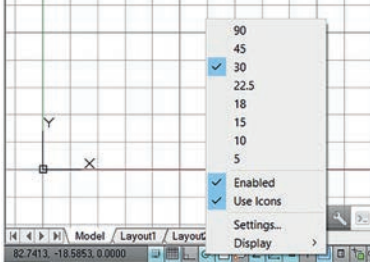 90
45
30
22.5
18
15
10
5
Enabled
Use Icons
Settings...
Display
Y
X
Model Layout1 Layout2
82.7413, -18.5853, 0.0000